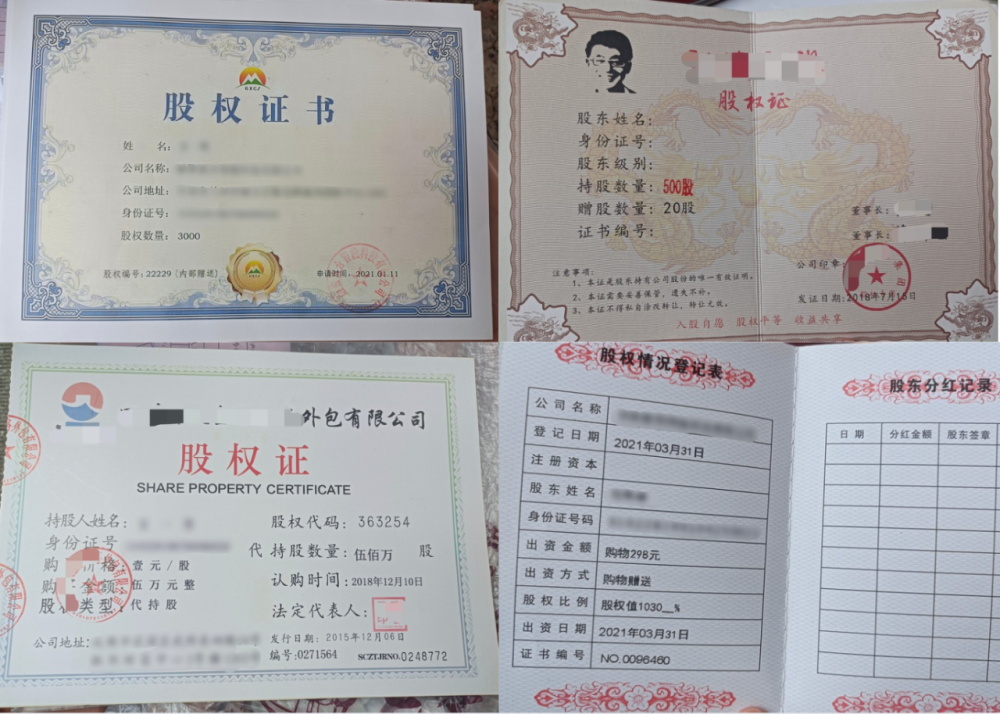 股权证书
姓 名：
公司名称：
公司地址：
身份证号：
股权数量： 3000
股权编号：22229 [内部赠送]
申请时间：2021.01.11
股权证
股东姓名：
身份证号：
股东级别：
持股数量：500股
赠股数量：20股
证书编号：
董事长：
董事长：
公司印章：
发证日期：2018年7月15日
注意事项：
1、本证是股东持有公司股份的唯一有效证明。
2、本证需要妥善保管，遗失不补。
3、本证不得私自涂改转让，转让无效。
入股自愿 股权平等 收益共享
外包有限公司
股权证
SHARE PROPERTY CERTIFICATE
持股人姓名：
身份证号
购 价格：壹元/股
购 金额：伍万元整
股 类型：代持股
公司地址：
股权代码：363254
代持股数量：伍佰万 股
认购时间：2018年12月10日
法定代表人：
发行日期：2015年12月06日
编号：0271564
SCZTJRNO.0248772
股权情况登记表
公司名称
登记日期 2021年03月31日
注册资本
股东姓名
身份证号码
出资金额 购物298元
出资方式 购物赠送
股权比例 股权值1030__%
出资日期 2021年03月31日
证书编号 NO.0096460
股东分红记录
日期 分红金额 股东签章